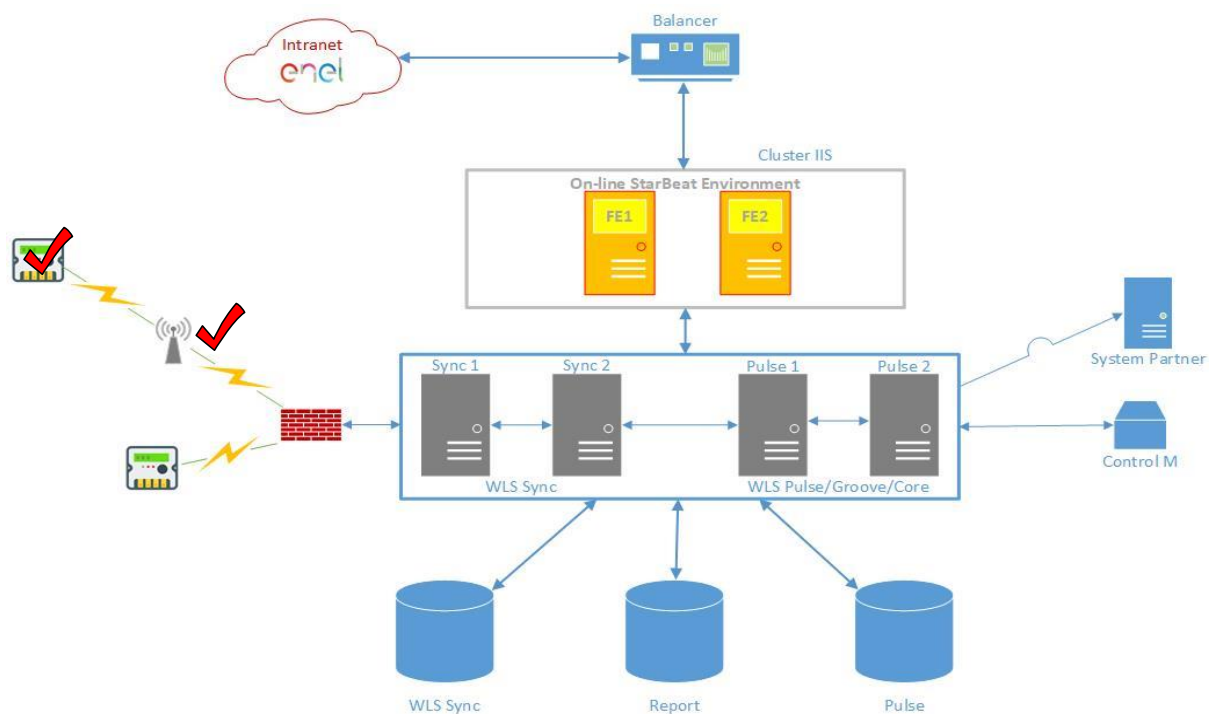 Balancer
Intranet
enel
Cluster IIS
On-line StarBeat Environment
FE1
FE2
Sync 1
Sync 2
Pulse 1
Pulse 2
System Partner
WLS Sync
WLS Pulse/Groove/Core
Control M
WLS Sync
Report
Pulse